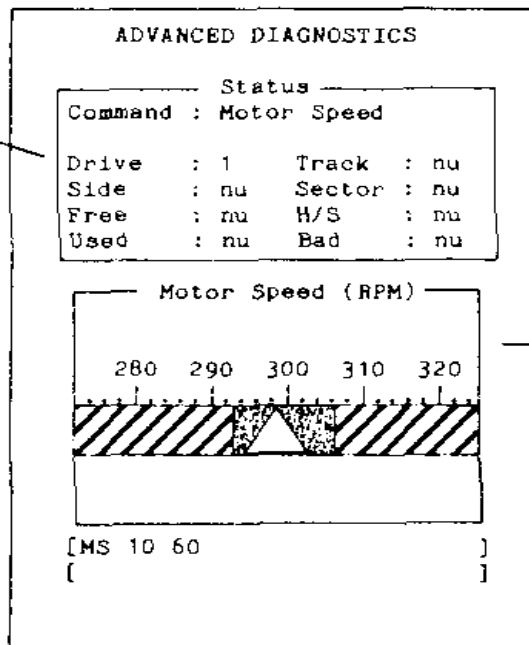 ADVANCED DIAGNOSTICS
Status
Command : Motor Speed
Drive : 1 Track : nu
Side : nu Sector : nu
Free : nu H/S : nu
Used : nu Bad : nu
Motor Speed (RPM)
280 290 300 310 320
[MS 10 60 ]
[ ]